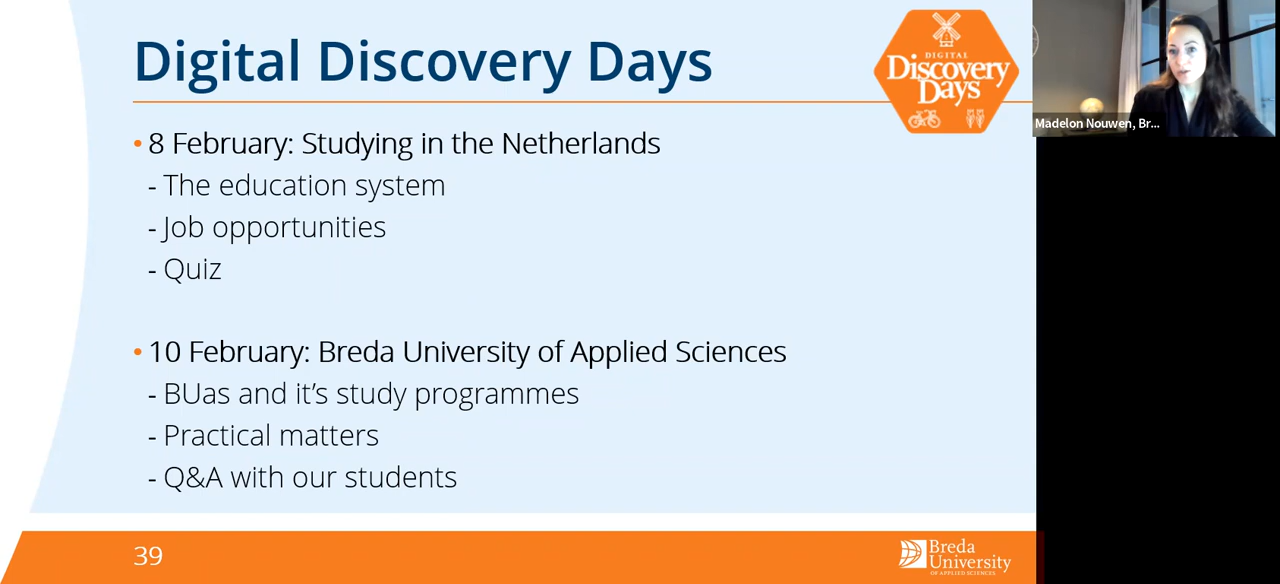 Digital Discovery Days
DIGITAL
Discovery
Days
Madelon Nouwen, Br...
• 8 February: Studying in the Netherlands
- The education system
- Job opportunities
- Quiz
• 10 February: Breda University of Applied Sciences
- BUas and it’s study programmes
- Practical matters
- Q&A with our students
39
Breda
University
OF APPLIED SCIENCES